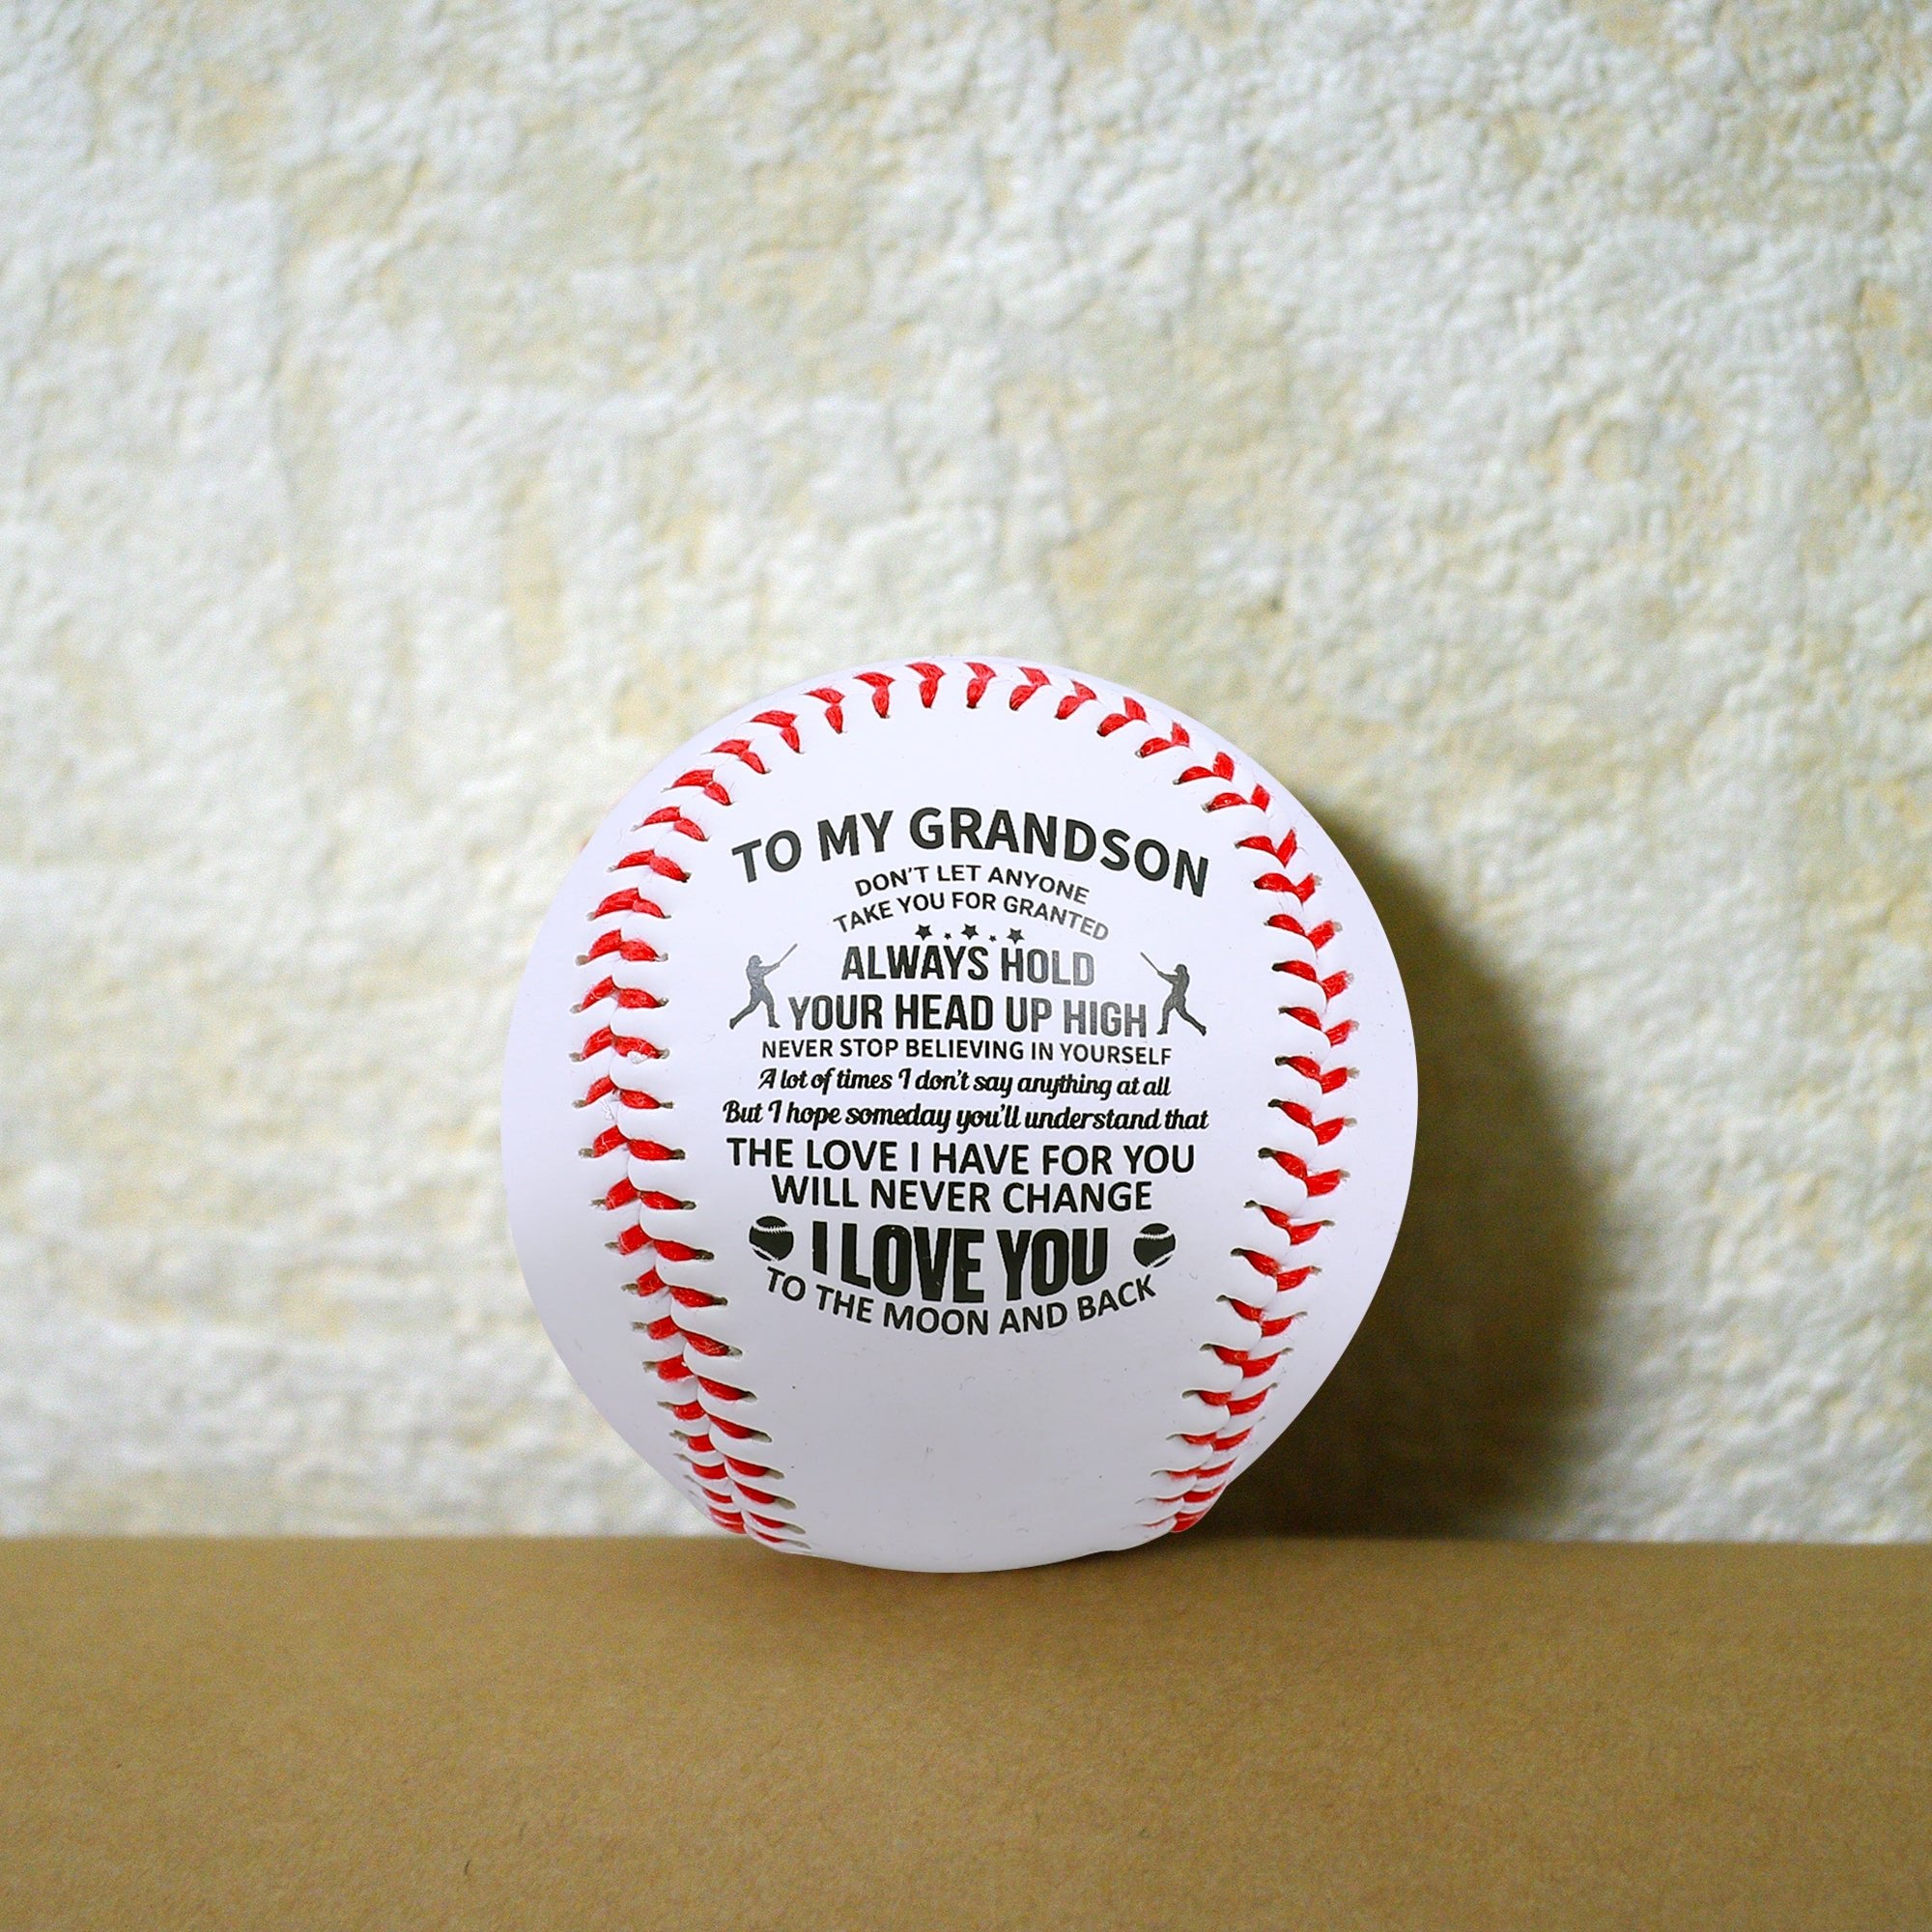 TO MY GRANDSON
DON'T LET ANYONE
TAKE YOU FOR GRANTED
ALWAYS HOLD
YOUR HEAD UP HIGH
NEVER STOP BELIEVING IN YOURSELF
A lot of times I don't say anything at all
But I hope someday you'll understand that
THE LOVE I HAVE FOR YOU
WILL NEVER CHANGE
I LOVE YOU
TO THE MOON AND BACK